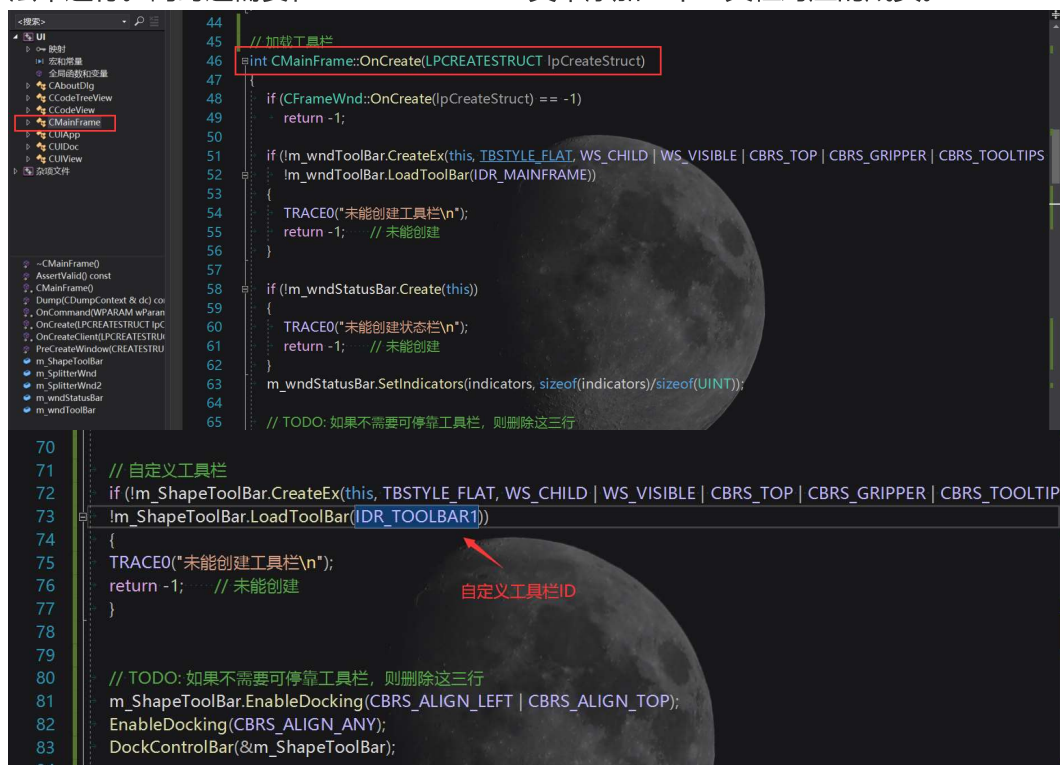 <搜索>
UI
映射
宏和常量
全局函数和变量
CAboutDlg
CCodeTreeView
CCodeView
CMainFrame
CUIApp
CUIDoc
CUIView
杂项文件
~CMainFrame()
AssertValid() const
CMainFrame()
Dump(CDumpContext & dc) co
OnCommand(WPARAM wParan
OnCreate(LPCREATESTRUCT lpC
OnCreateClient(LPCREATESTRU
PreCreateWindow(CREATESTRU
m_ShapeToolBar
m_SplitterWnd
m_SplitterWnd2
m_wndStatusBar
m_wndToolBar
44
45 // 加载工具栏
46 int CMainFrame::OnCreate(LPCREATESTRUCT lpCreateStruct)
47 {
48 if (CFrameWnd::OnCreate(lpCreateStruct) == -1)
49 return -1;
50
51 if (!m_wndToolBar.CreateEx(this, TBSTYLE_FLAT, WS_CHILD | WS_VISIBLE | CBRS_TOP | CBRS_GRIPPER | CBRS_TOOLTIPS
52 !m_wndToolBar.LoadToolBar(IDR_MAINFRAME))
53 {
54 TRACE0("未能创建工具栏\n");
55 return -1; // 未能创建
56 }
57
58 if (!m_wndStatusBar.Create(this))
59 {
60 TRACE0("未能创建状态栏\n");
61 return -1; // 未能创建
62 }
63 m_wndStatusBar.SetIndicators(indicators, sizeof(indicators)/sizeof(UINT));
64
65 // TODO: 如果不需要可停靠工具栏，则删除这三行
70
71 // 自定义工具栏
72 if (!m_ShapeToolBar.CreateEx(this, TBSTYLE_FLAT, WS_CHILD | WS_VISIBLE | CBRS_TOP | CBRS_GRIPPER | CBRS_TOOLTIP
73 !m_ShapeToolBar.LoadToolBar(IDR_TOOLBAR1))
74 {
75 TRACE0("未能创建工具栏\n");
76 return -1; // 未能创建
自定义工具栏ID
77 }
78
79
80 // TODO: 如果不需要可停靠工具栏，则删除这三行
81 m_ShapeToolBar.EnableDocking(CBRS_ALIGN_LEFT | CBRS_ALIGN_TOP);
82 EnableDocking(CBRS_ALIGN_ANY);
83 DockControlBar(&m_ShapeToolBar);